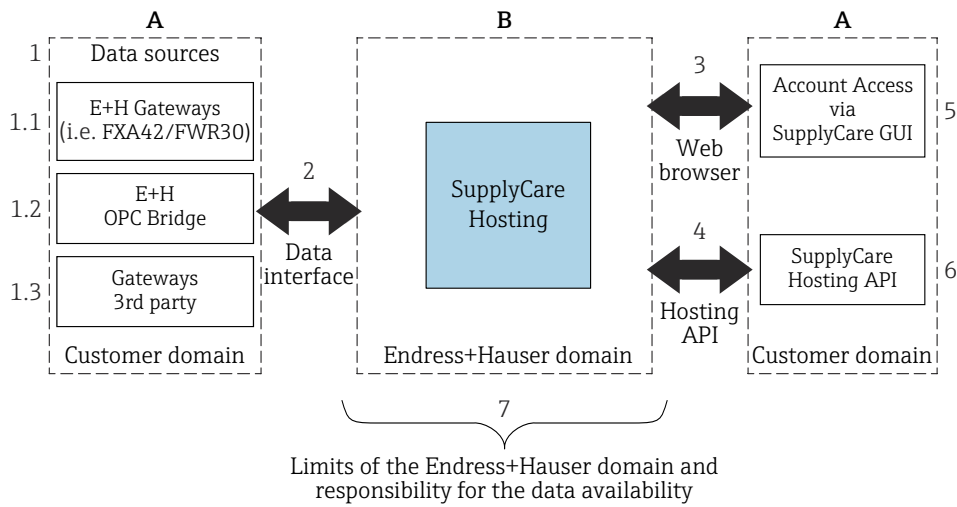 A
B
A
1
Data sources
1.1
E+H Gateways
(i.e. FXA42/FWR30)
1.2
E+H
OPC Bridge
1.3
Gateways
3rd party
Customer domain
2
Data
interface
SupplyCare
Hosting
Endress+Hauser domain
3
Web
browser
4
Hosting
API
Account Access
via
SupplyCare GUI
5
SupplyCare
Hosting API
6
Customer domain
7
Limits of the Endress+Hauser domain and
responsibility for the data availability